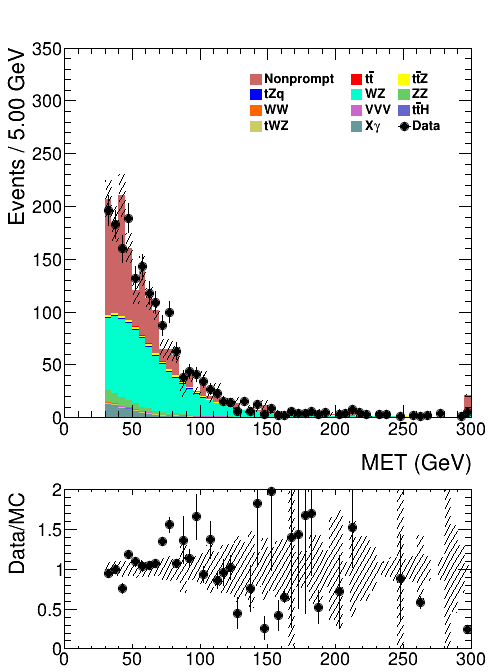 Events / 5.00 GeV
350
300
250
200
150
100
50
0
Nonprompt tt̄ tt̄Z
tZq WZ ZZ
WW VVV tt̄H
tWZ Xγ Data
0 50 100 150 200 250 300
MET (GeV)
Data/MC
2
1.5
1
0.5
0
0 50 100 150 200 250 300